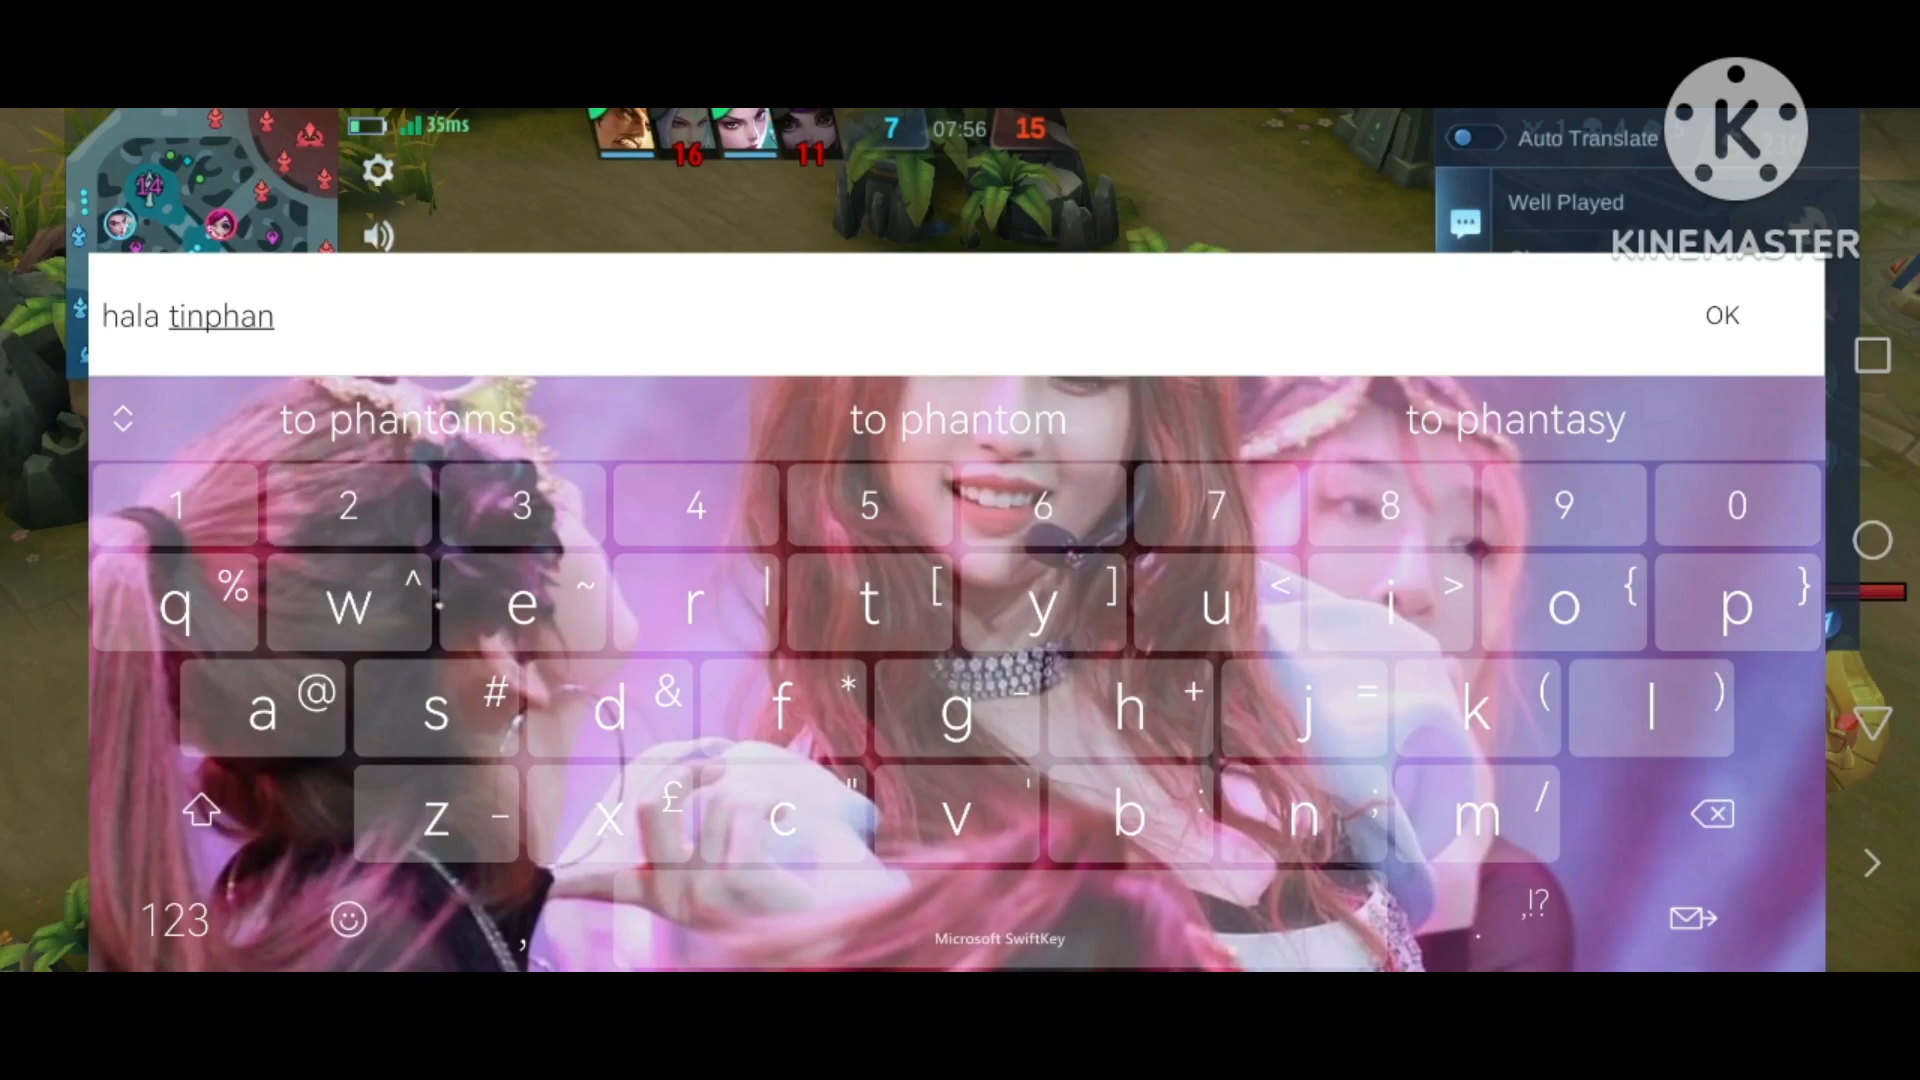 35ms
16
11
7
07:56
15
Auto Translate
14
Well Played
K
KINEMASTER
hala tinphan
OK
to phantoms to phantom to phantasy
1 2 3 4 5 6 7 8 9 0
q % w ^ e ~ r | t [ y ] u < i > o { p }
a @ s # d & f * g - h + j = k ( l )
z _ x £ c " v ' b : n ; m /
123 , Microsoft SwiftKey . ,!?